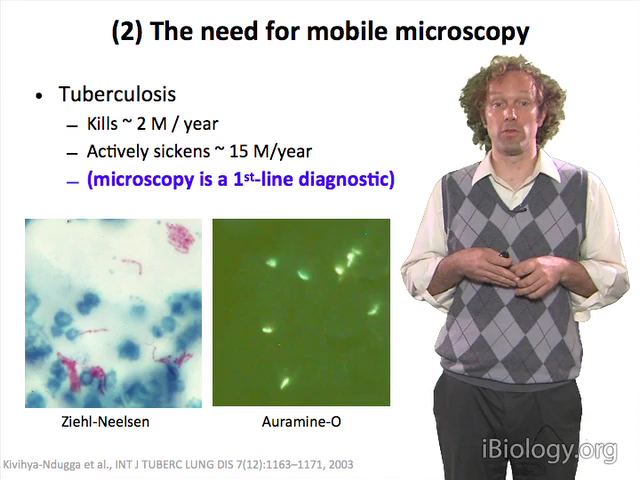 (2) The need for mobile microscopy
• Tuberculosis
– Kills ~ 2 M / year
– Actively sickens ~ 15 M/year
– (microscopy is a 1st-line diagnostic)
Ziehl-Neelsen
Auramine-O
iBiology.org
Kivihya-Ndugga et al., INT J TUBERC LUNG DIS 7(12):1163–1171, 2003